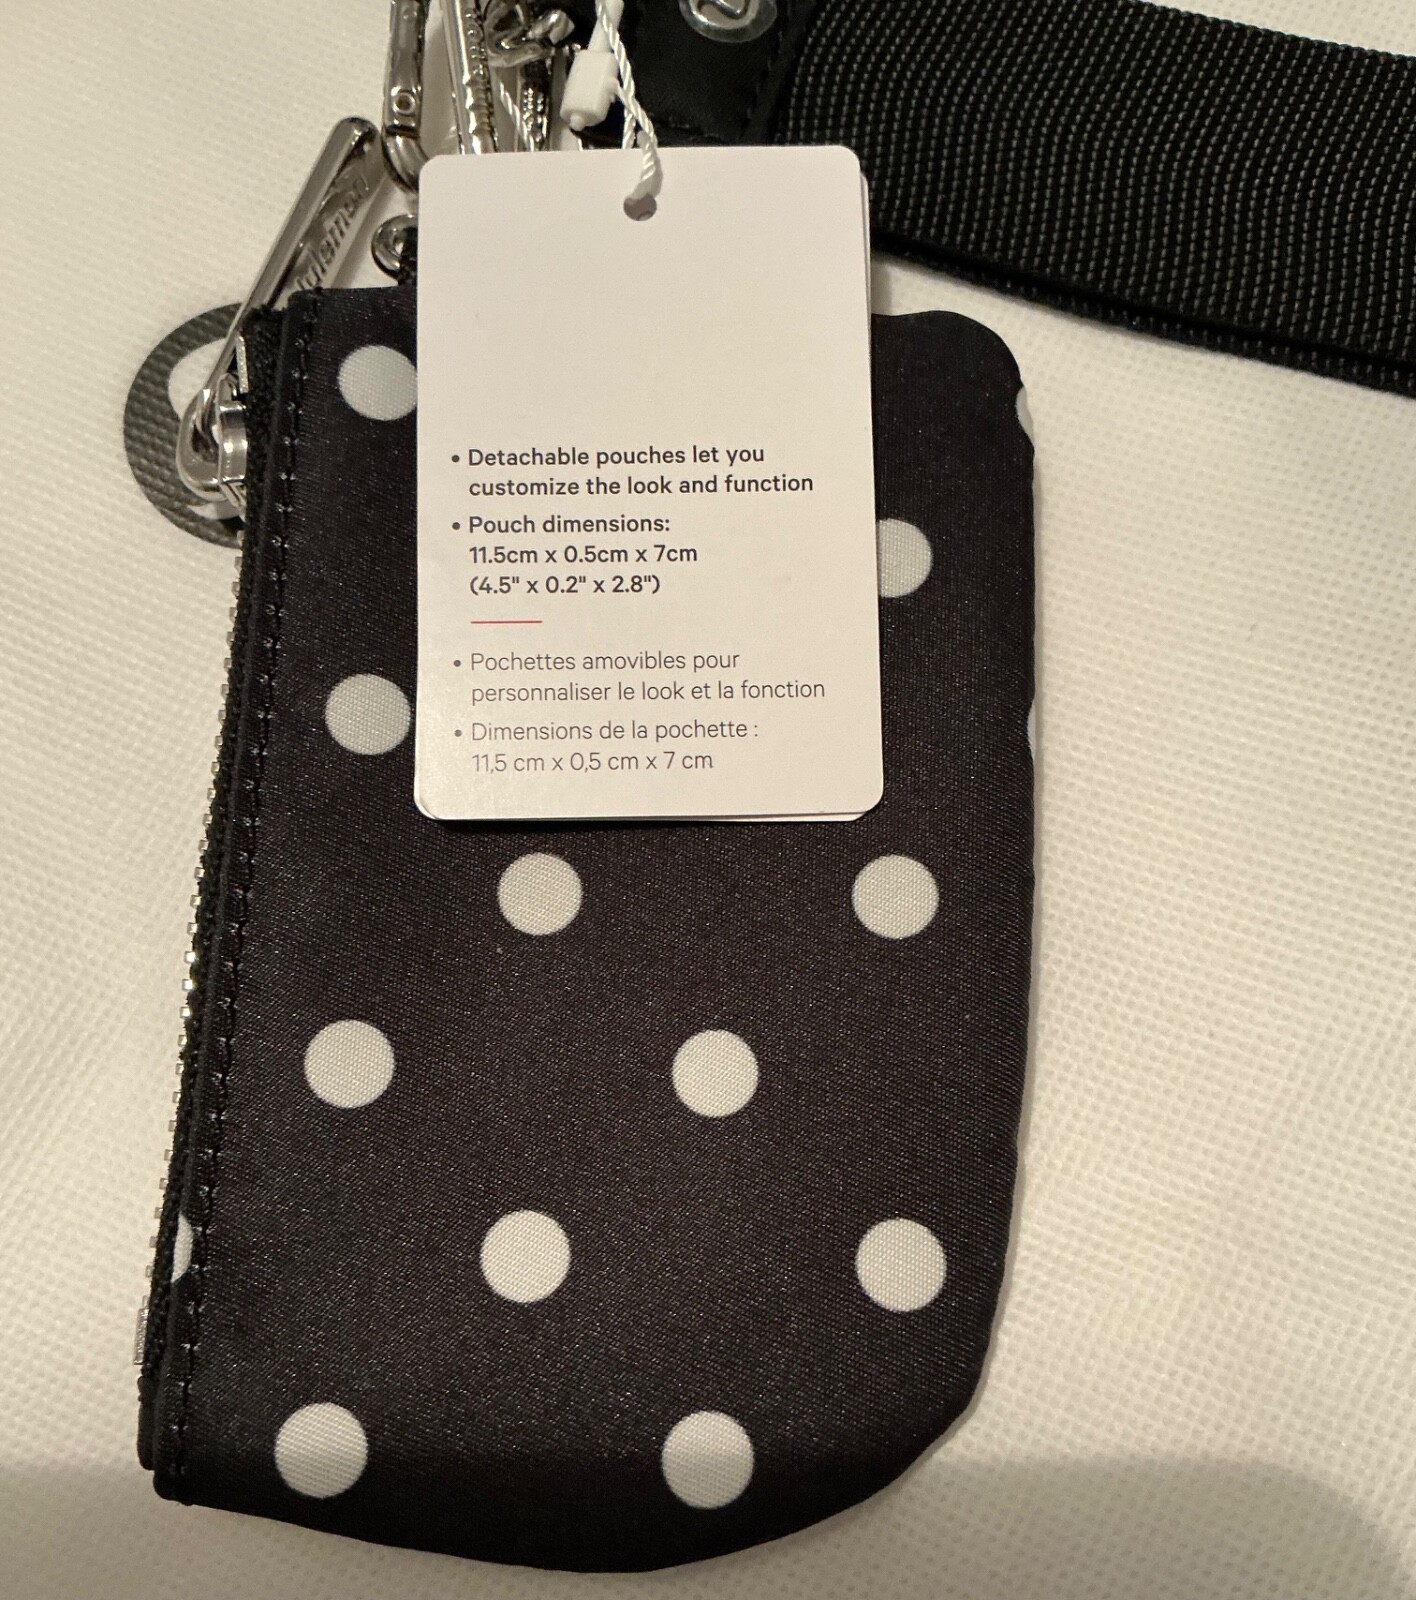 lululemon
• Detachable pouches let you
customize the look and function
• Pouch dimensions:
11.5cm x 0.5cm x 7cm
(4.5" x 0.2" x 2.8")
• Pochettes amovibles pour
personnaliser le look et la fonction
• Dimensions de la pochette :
11,5 cm x 0,5 cm x 7 cm